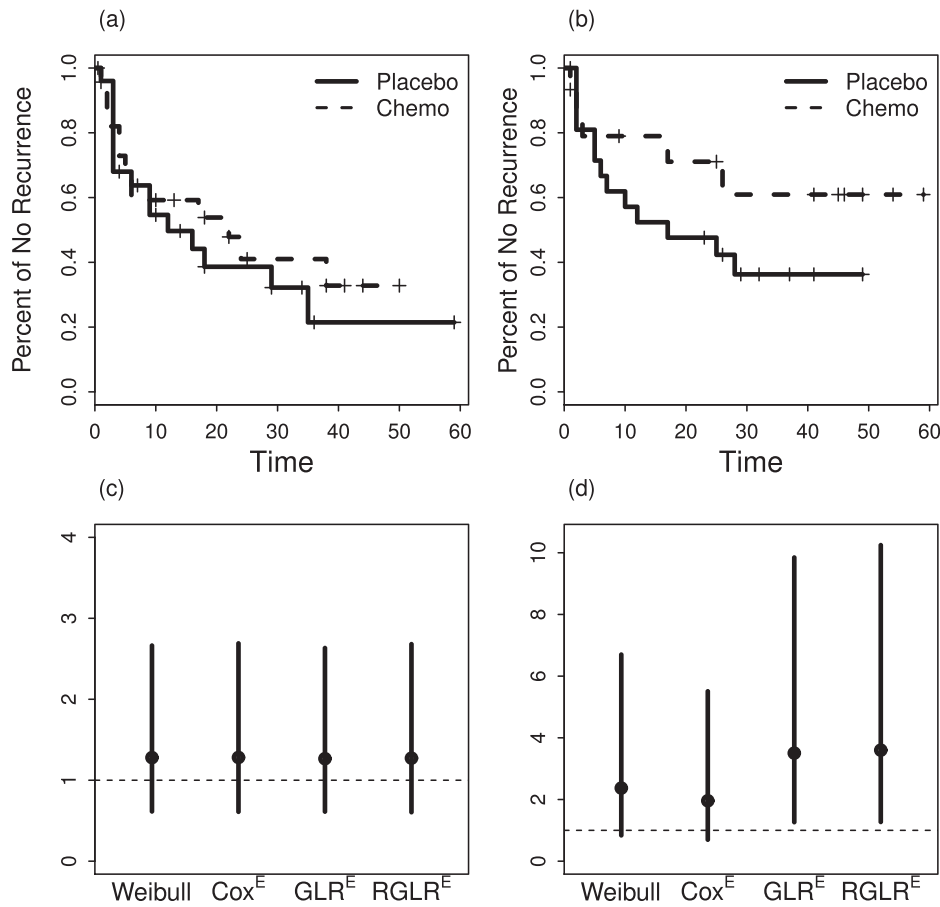 (a)
Percent of No Recurrence
1.0
0.8
0.6
0.4
0.2
0.0
Placebo
Chemo
0 10 20 30 40 50 60
Time
(b)
Percent of No Recurrence
1.0
0.8
0.6
0.4
0.2
0.0
Placebo
Chemo
0 10 20 30 40 50 60
Time
(c)
4
3
2
1
0
Weibull Cox^E GLR^E RGLR^E
(d)
10
8
6
4
2
0
Weibull Cox^E GLR^E RGLR^E